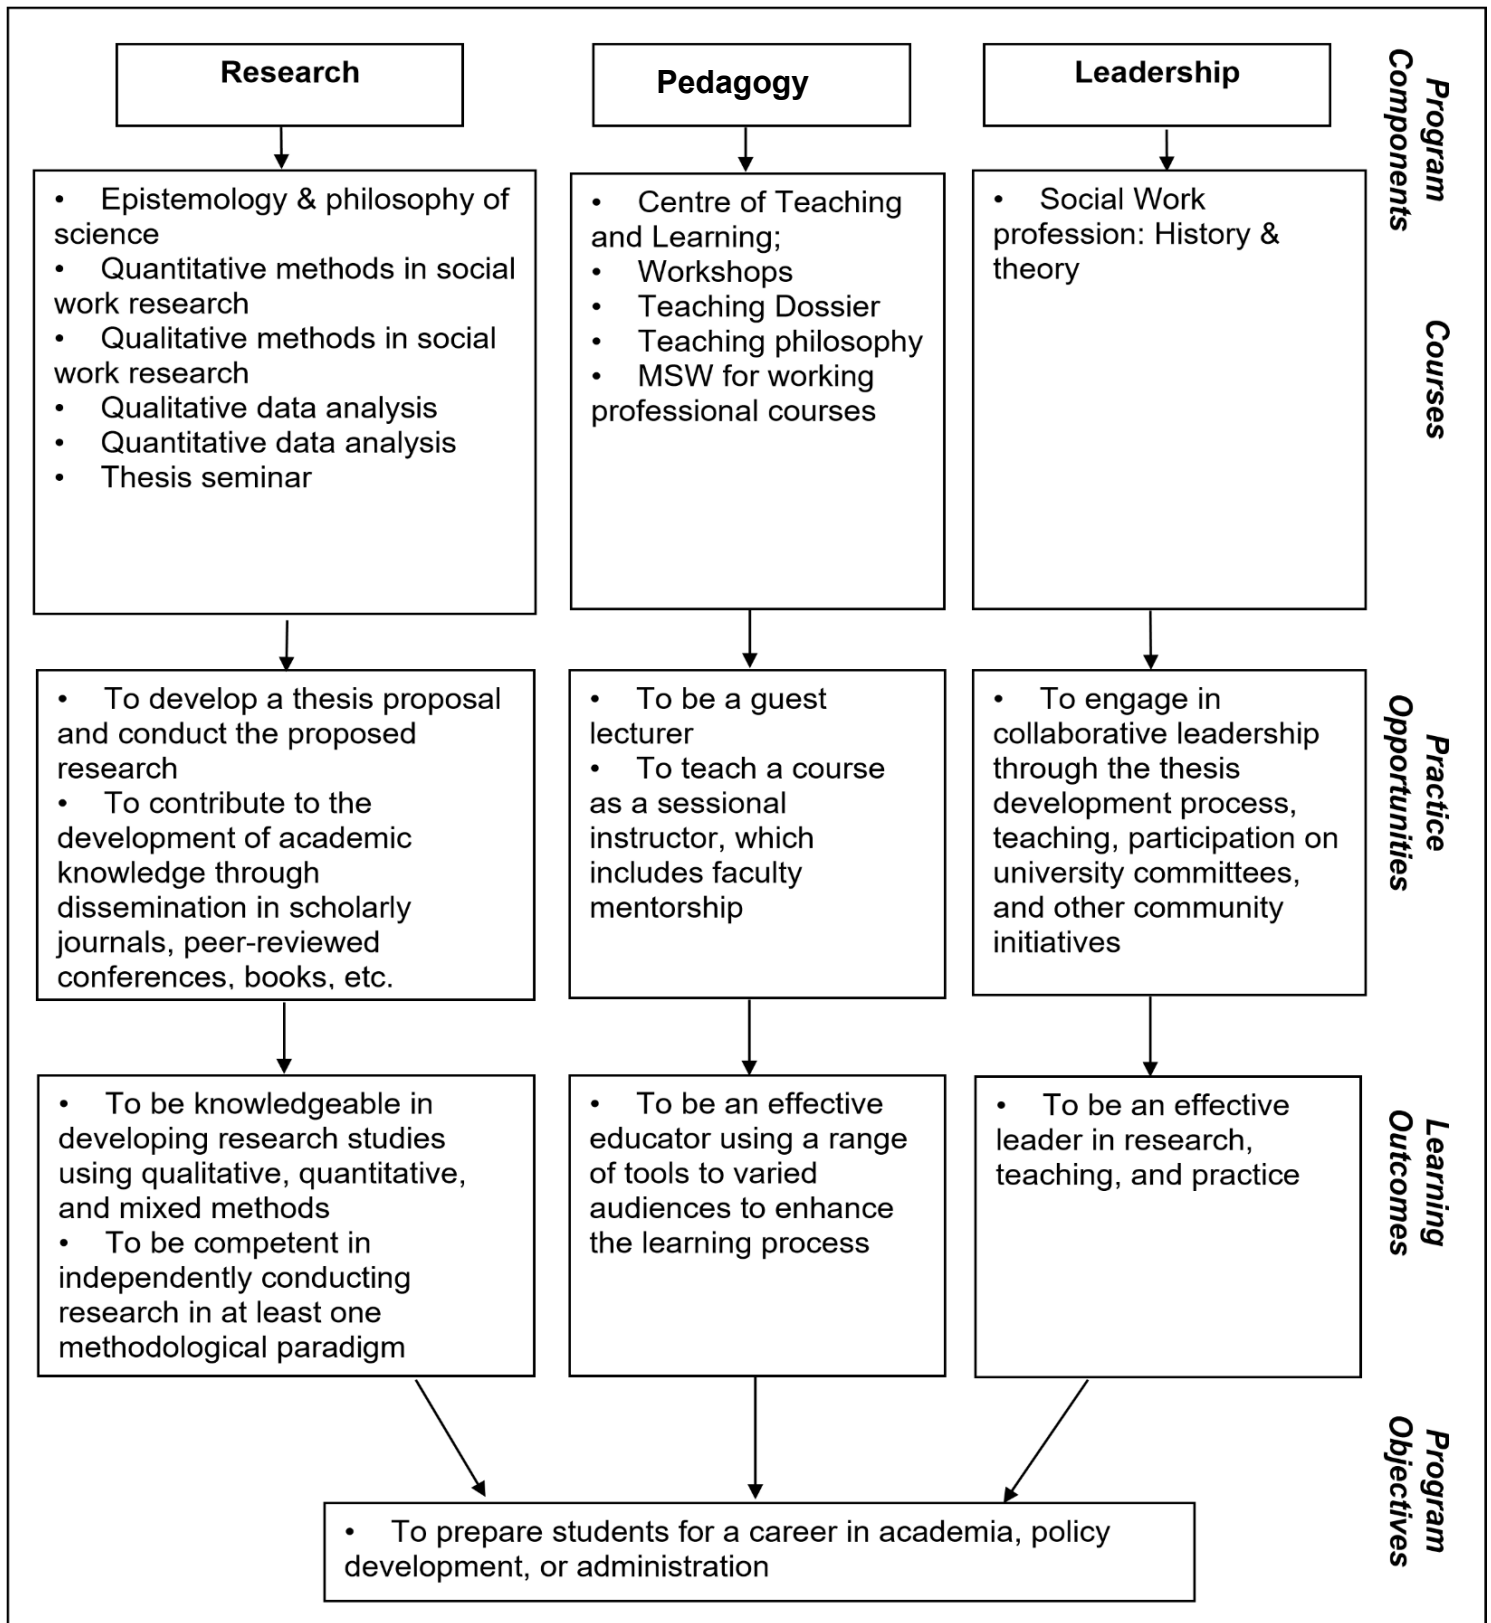 Research
Pedagogy
Leadership
Program
Components
• Epistemology & philosophy of
science
• Quantitative methods in social
work research
• Qualitative methods in social
work research
• Qualitative data analysis
• Quantitative data analysis
• Thesis seminar
• Centre of Teaching
and Learning;
• Workshops
• Teaching Dossier
• Teaching philosophy
• MSW for working
professional courses
• Social Work
profession: History &
theory
Courses
• To develop a thesis proposal
and conduct the proposed
research
• To contribute to the
development of academic
knowledge through
dissemination in scholarly
journals, peer-reviewed
conferences, books, etc.
• To be a guest
lecturer
• To teach a course
as a sessional
instructor, which
includes faculty
mentorship
• To engage in
collaborative leadership
through the thesis
development process,
teaching, participation on
university committees,
and other community
initiatives
Practice
Opportunities
• To be knowledgeable in
developing research studies
using qualitative, quantitative,
and mixed methods
• To be competent in
independently conducting
research in at least one
methodological paradigm
• To be an effective
educator using a range
of tools to varied
audiences to enhance
the learning process
• To be an effective
leader in research,
teaching, and practice
Learning
Outcomes
• To prepare students for a career in academia, policy
development, or administration
Program
Objectives